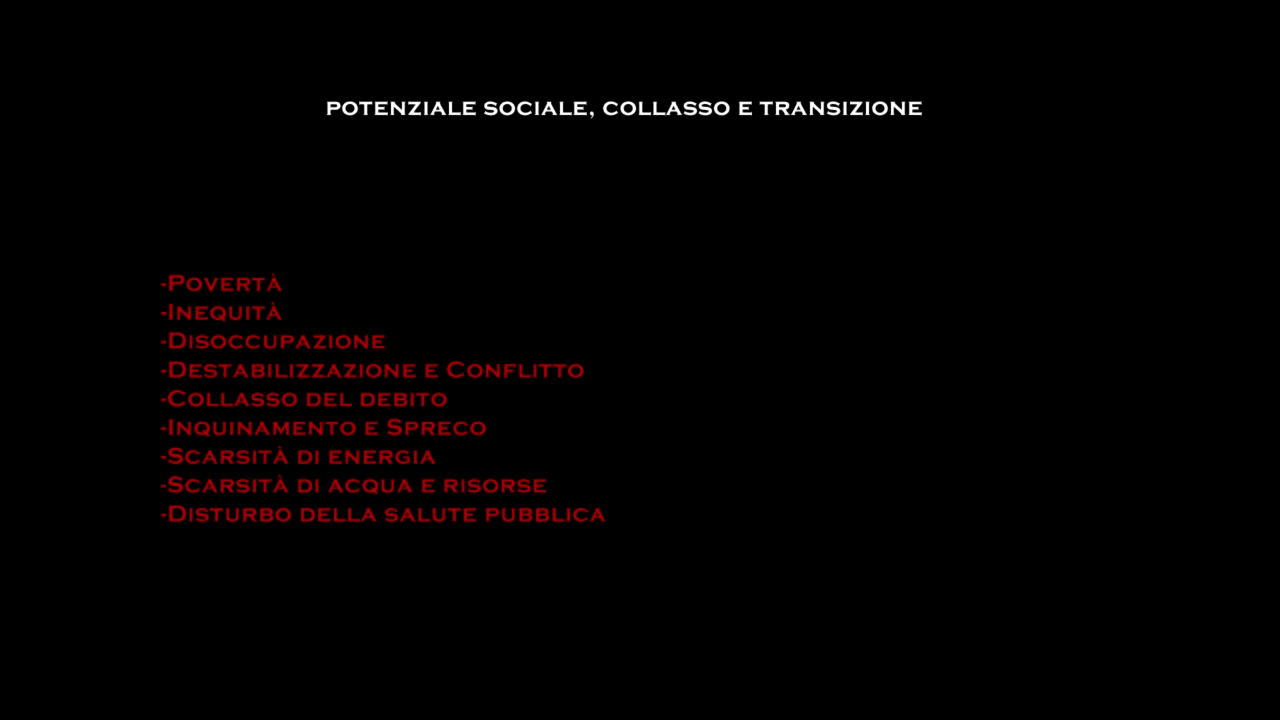 POTENZIALE SOCIALE, COLLASSO E TRANSIZIONE
-Povertà
-Inequità
-Disoccupazione
-Destabilizzazione e Conflitto
-Collasso del debito
-Inquinamento e Spreco
-Scarsità di energia
-Scarsità di acqua e risorse
-Disturbo della salute pubblica